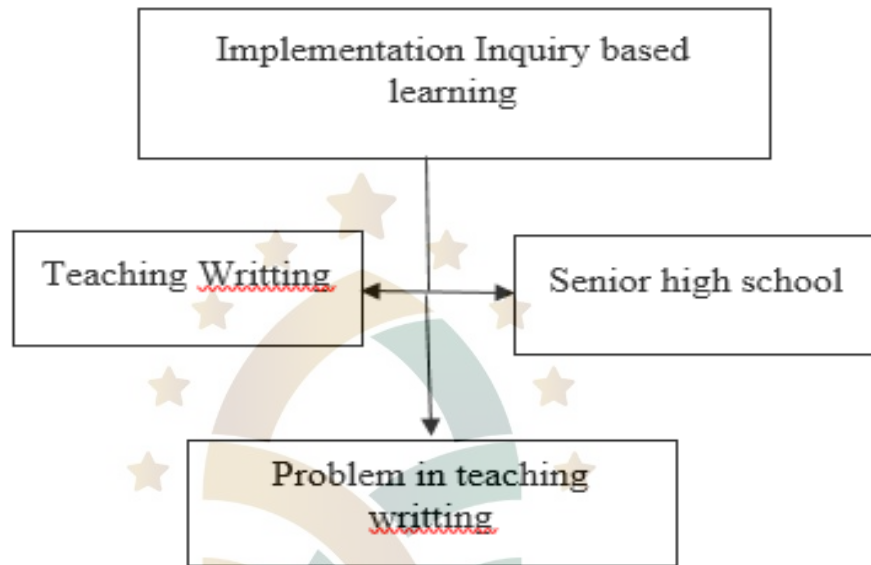 Implementation Inquiry based
learning
Teaching Writting
Senior high school
Problem in teaching
writting